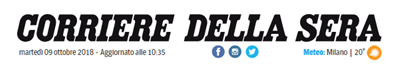 CORRIERE DELLA SERA
martedì 09 ottobre 2018 - Aggiornato alle 10:35 Meteo: Milano | 20°